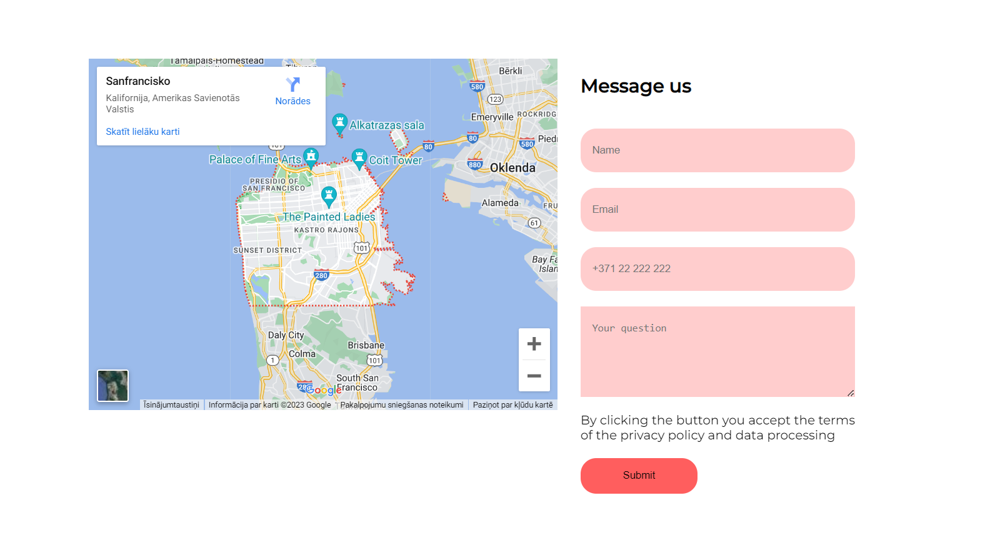 Tamalpais-Homestead
Sanfrancisko
Kalifornija, Amerikas Savienotās
Valstis
Norādes
Skatīt lielāku karti
Bērkli
580
123
Emeryville
ROCKRIDG
Alkatrazas sala
80
80
580
Pied
101
Palace of Fine Arts
Coit Tower
880
Oklenda
PRESIDIO OF
SAN FRANCISCO
Alameda
FRU
The Painted Ladies
KASTRO RAJONS
61
SUNSET DISTRICT
101
Bay Fa
Islan
280
Daly City
Brisbane
Colma
1
101
South San
Francisco
Google
Īsinājumtaustiņi
Informācija par karti ©2023 Google
Pakalpojumu sniegšanas noteikumi
Paziņot par kļūdu kartē
Message us
Name
Email
+371 22 222 222
Your question
By clicking the button you accept the terms
of the privacy policy and data processing
Submit